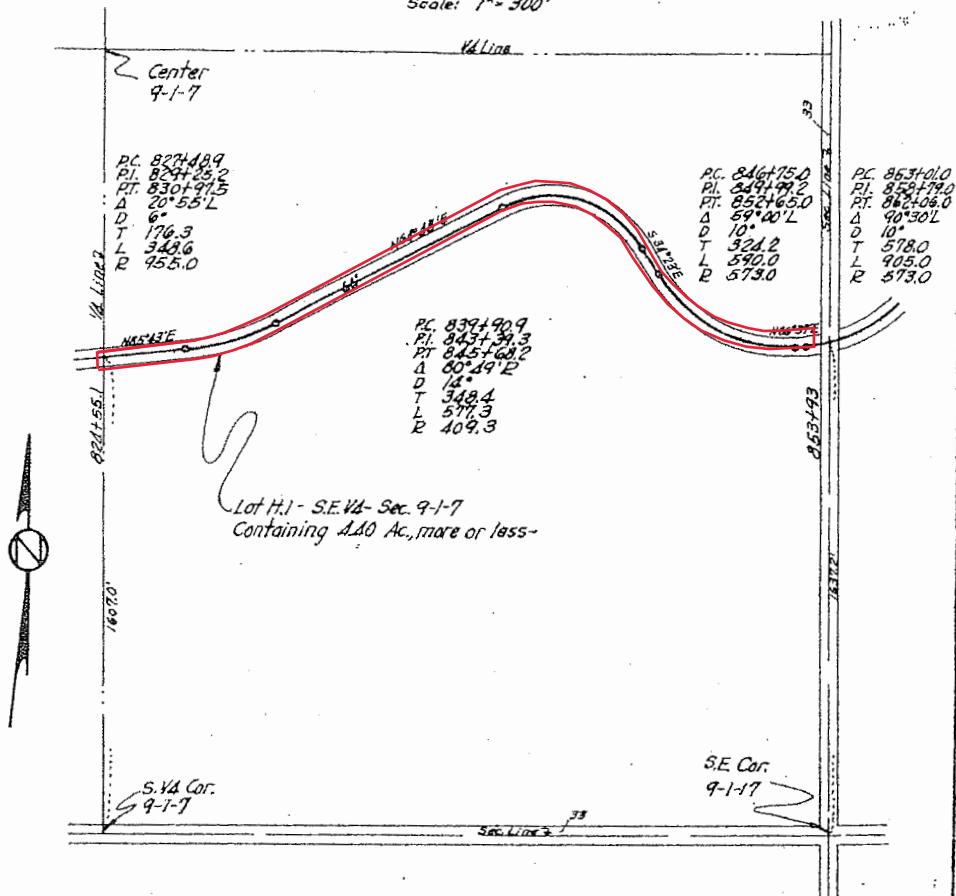 Scale: 1" = 300'
1/4 Line
Center
9-1-7
33
Sec. Line
P.C. 827+48.9
P.I. 829+25.2
P.T. 830+97.5
Δ 20°55'L
D 6°
T 176.3
L 348.6
R 955.0
P.C. 846+75.0
P.I. 849+99.2
P.T. 852+65.0
Δ 59°00'L
D 10°
T 324.2
L 590.0
R 573.0
P.C. 853+01.0
P.I. 858+79.0
P.T. 862+06.0
Δ 90°30'L
D 10°
T 578.0
L 905.0
R 573.0
1/4 Line
S 34°23'E
66'
N85°43'E
P.C. 839+90.9
P.I. 843+39.3
P.T. 845+68.2
Δ 80°49'R
D 14°
T 348.4
L 577.3
R 409.3
824+55.1
853+93
Lot H.1 - S.E. 1/4 - Sec. 9-1-7
Containing 4.40 Ac., more or less-
1607.0'
1637.2'
S. 1/4 Cor.
9-1-7
S.E. Cor.
9-1-17
Sec. Line
33